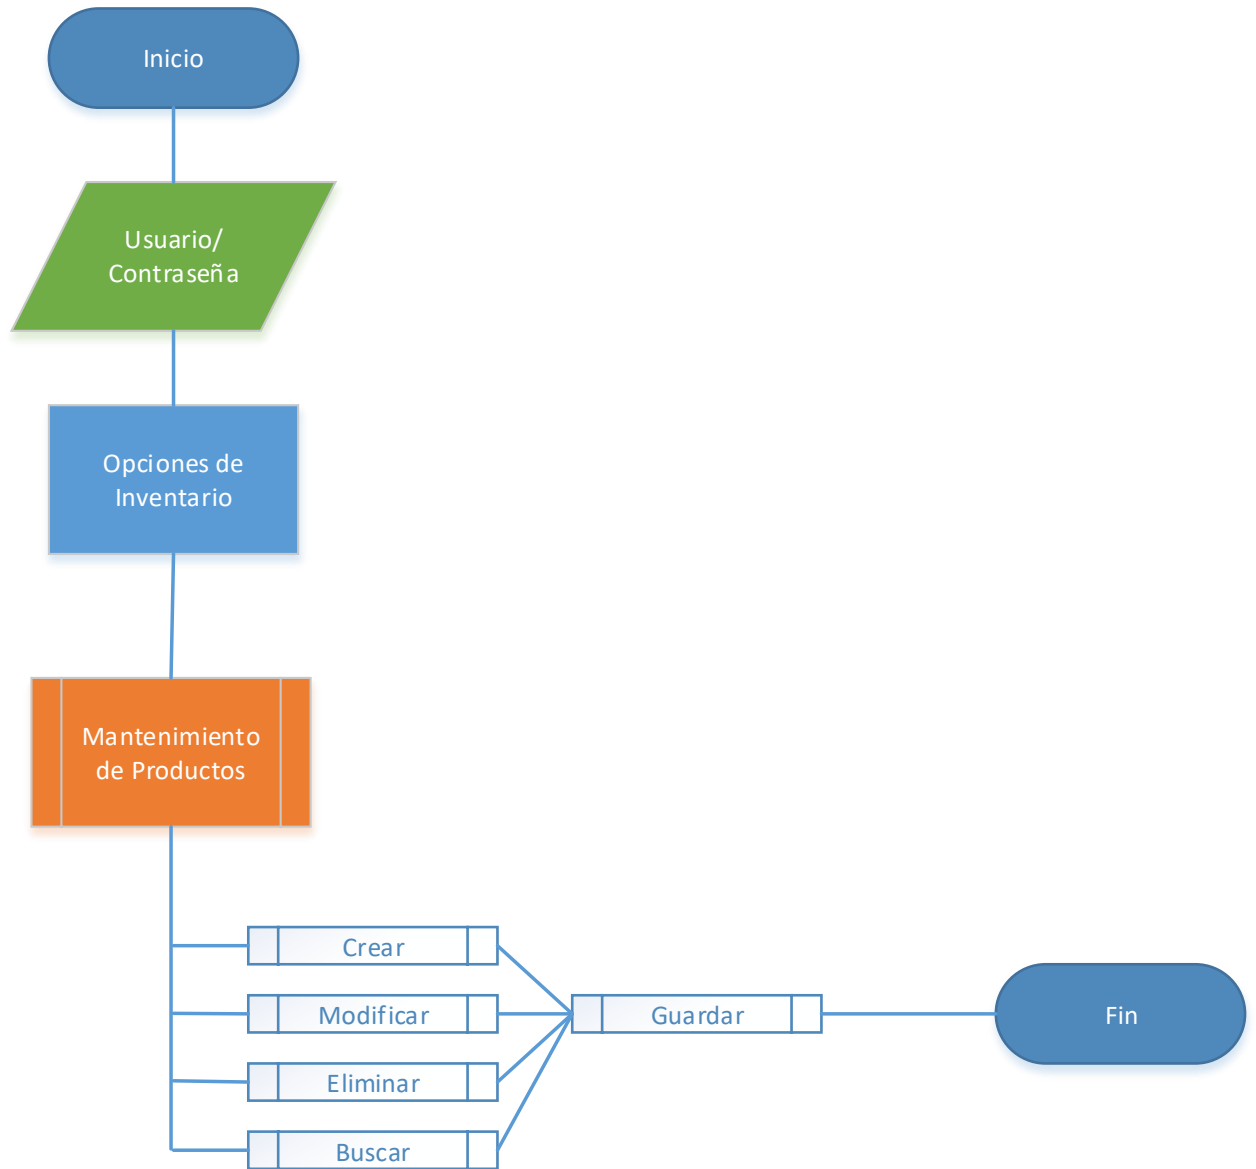 Inicio
Usuario/
Contraseña
Opciones de
Inventario
Mantenimiento
de Productos
Crear
Modificar
Guardar
Fin
Eliminar
Buscar